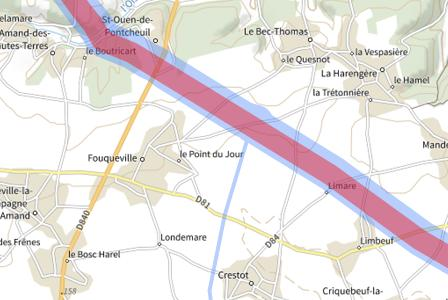 elamare
St-Ouen-de-
Pontcheuil
l'O
Amand-des-
utes-Terres
le Boutricart
Le Bec-Thomas
la Vespasière
le Quesnot
La Harengère
le Hamel
la Trétonnière
Fouqueville
le Point du Jour
Mande
Limare
ville-la-
pagne
Amand
D81
D840
des Frênes
Londemare
D84
Limbeuf
le Bosc Harel
Crestot
158
Criquebeuf-la-